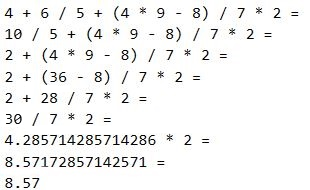 4 + 6 / 5 + (4 * 9 - 8) / 7 * 2 =
10 / 5 + (4 * 9 - 8) / 7 * 2 =
2 + (4 * 9 - 8) / 7 * 2 =
2 + (36 - 8) / 7 * 2 =
2 + 28 / 7 * 2 =
30 / 7 * 2 =
4.285714285714286 * 2 =
8.57172857142571 =
8.57